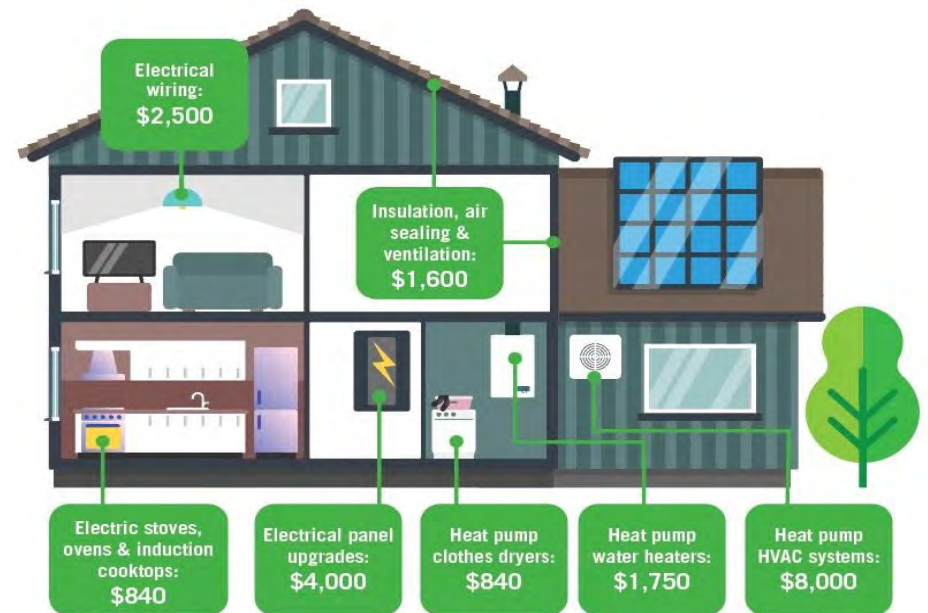 Electrical
wiring:
$2,500
Insulation, air
sealing &
ventilation:
$1,600
Electric stoves,
ovens & induction
cooktops:
$840
Electrical panel
upgrades:
$4,000
Heat pump
clothes dryers:
$840
Heat pump
water heaters:
$1,750
Heat pump
HVAC systems:
$8,000